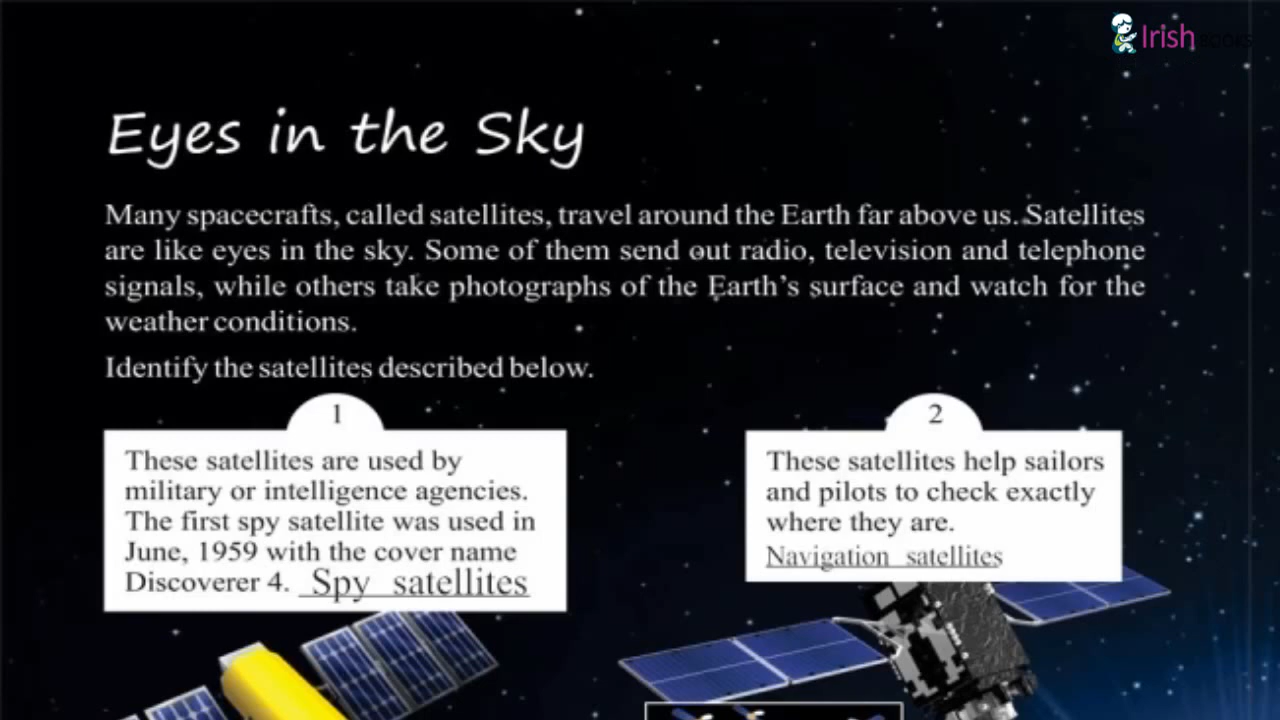 Irish BOOKS
Eyes in the Sky
Many spacecrafts, called satellites, travel around the Earth far above us. Satellites
are like eyes in the sky. Some of them send out radio, television and telephone
signals, while others take photographs of the Earth's surface and watch for the
weather conditions.
Identify the satellites described below.
1
These satellites are used by
military or intelligence agencies.
The first spy satellite was used in
June, 1959 with the cover name
Discoverer 4. Spy satellites
2
These satellites help sailors
and pilots to check exactly
where they are.
Navigation satellites